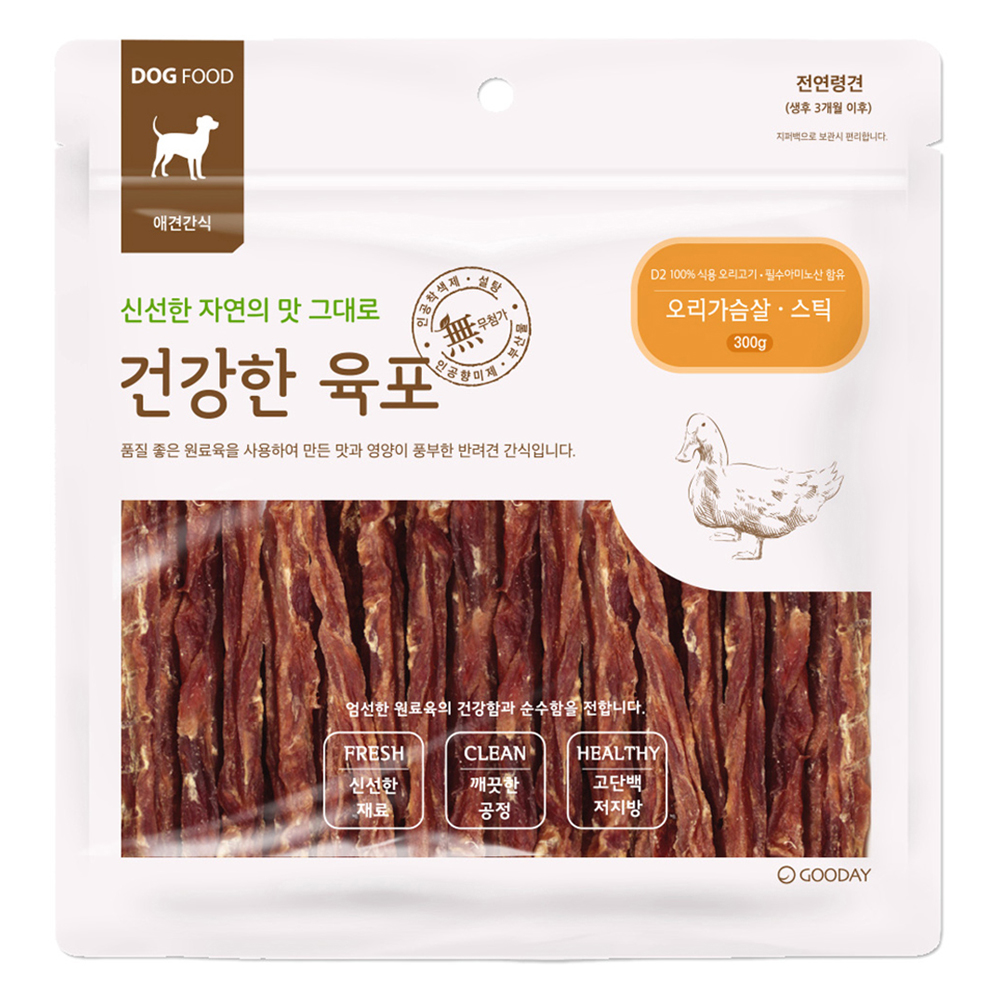 DOG FOOD
애견간식
전연령견
(생후 3개월 이후)
지퍼백으로 보관시 편리합니다.
D2 100% 식용 오리고기 • 필수아미노산 함유
오리가슴살 · 스틱
300g
신선한 자연의 맛 그대로
인공착색제 • 설탕 • 부산물 • 인공향미제 •
無무첨가
건강한 육포
품질 좋은 원료육을 사용하여 만든 맛과 영양이 풍부한 반려견 간식입니다.
엄선한 원료육의 건강함과 순수함을 전합니다.
FRESH
신선한
재료
CLEAN
깨끗한
공정
HEALTHY
고단백
저지방
GOODAY